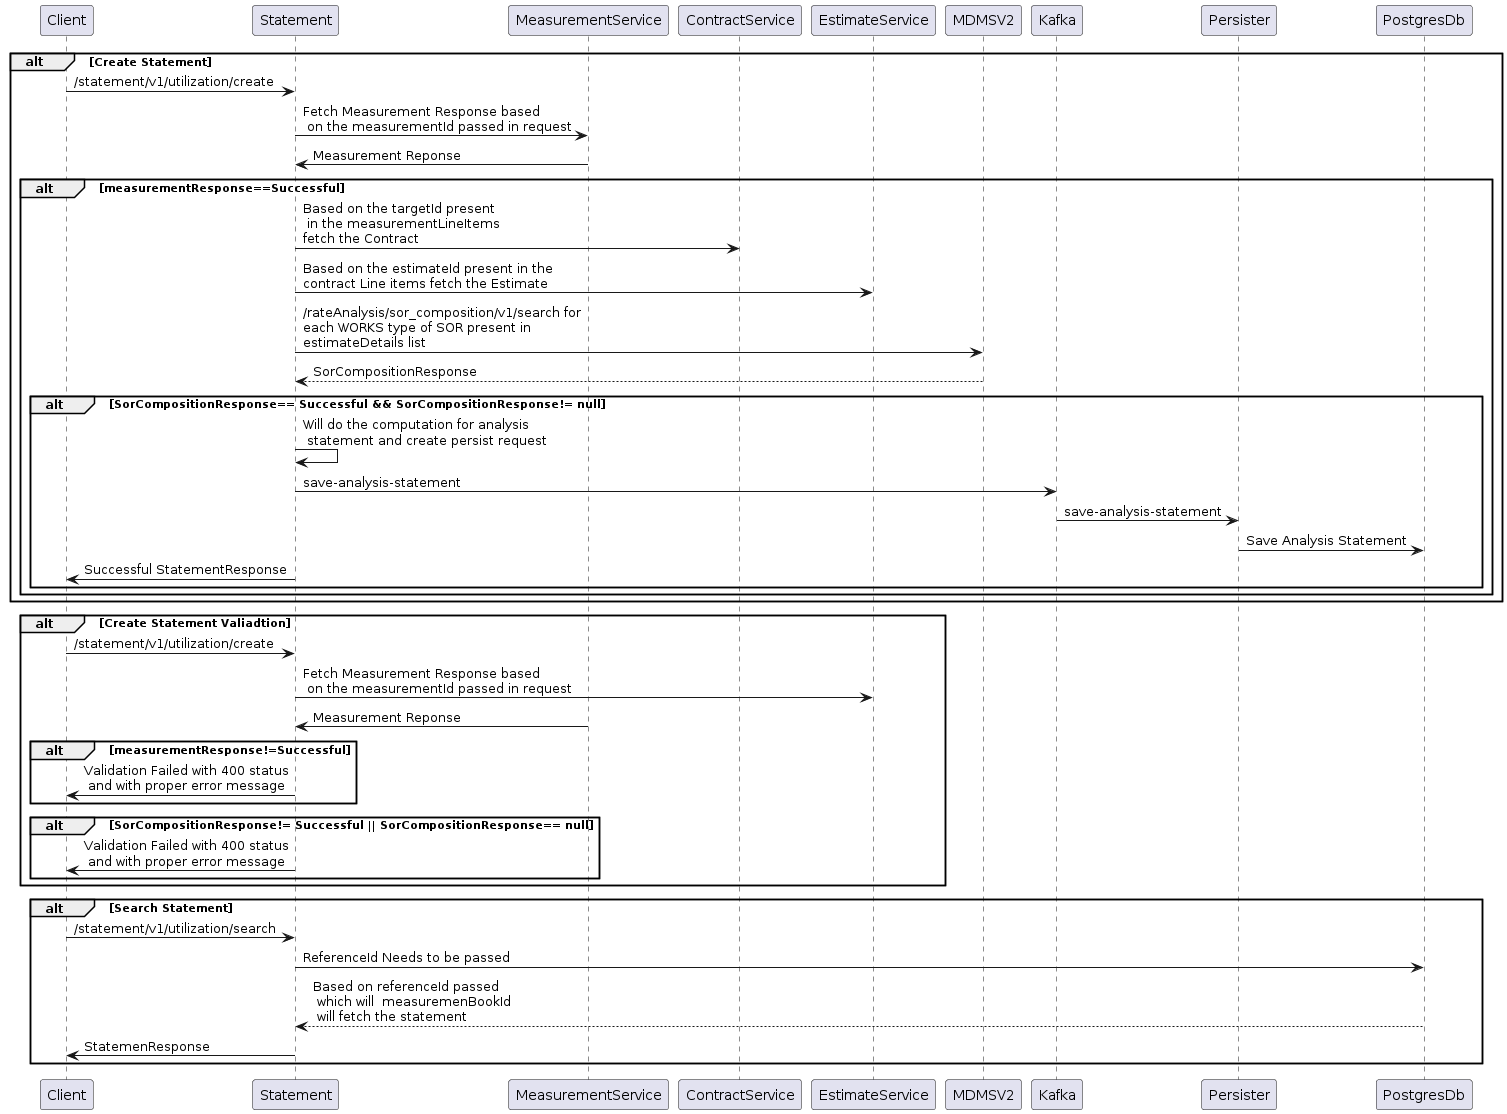 Client Statement MeasurementService ContractService EstimateService MDMSV2 Kafka Persister PostgresDb
alt [Create Statement]
/statement/v1/utilization/create
Fetch Measurement Response based
on the measurementId passed in request
Measurement Reponse
alt [measurementResponse==Successful]
Based on the targetId present
in the measurementLineItems
fetch the Contract
Based on the estimateId present in the
contract Line items fetch the Estimate
/rateAnalysis/sor_composition/v1/search for
each WORKS type of SOR present in
estimateDetails list
SorCompositionResponse
alt [SorCompositionResponse== Successful && SorCompositionResponse!= null]
Will do the computation for analysis
statement and create persist request
save-analysis-statement
save-analysis-statement
Save Analysis Statement
Successful StatementResponse
alt [Create Statement Valiadtion]
/statement/v1/utilization/create
Fetch Measurement Response based
on the measurementId passed in request
Measurement Reponse
alt [measurementResponse!=Successful]
Validation Failed with 400 status
and with proper error message
alt [SorCompositionResponse!= Successful || SorCompositionResponse== null]
Validation Failed with 400 status
and with proper error message
alt [Search Statement]
/statement/v1/utilization/search
ReferenceId Needs to be passed
Based on referenceId passed
which will  measuremenBookId
will fetch the statement
StatemenResponse
Client Statement MeasurementService ContractService EstimateService MDMSV2 Kafka Persister PostgresDb